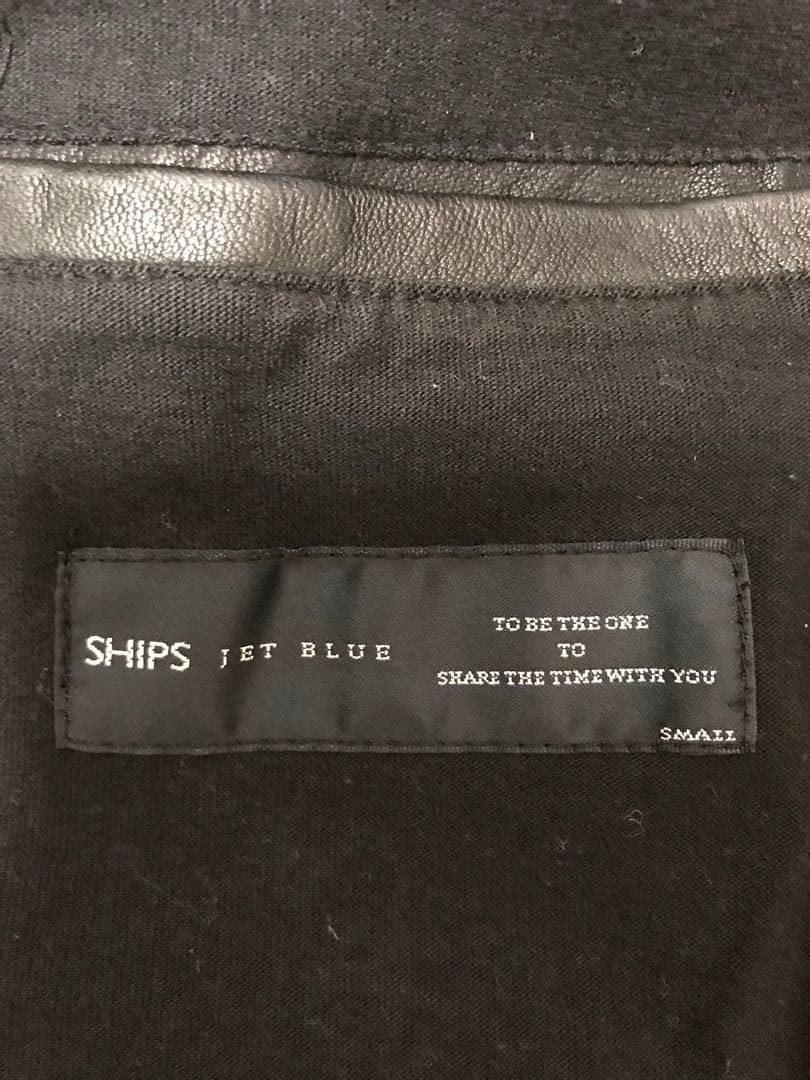 SHIPS JET BLUE
TO BE THE ONE
TO
SHARE THE TIME WITH YOU
SMALL